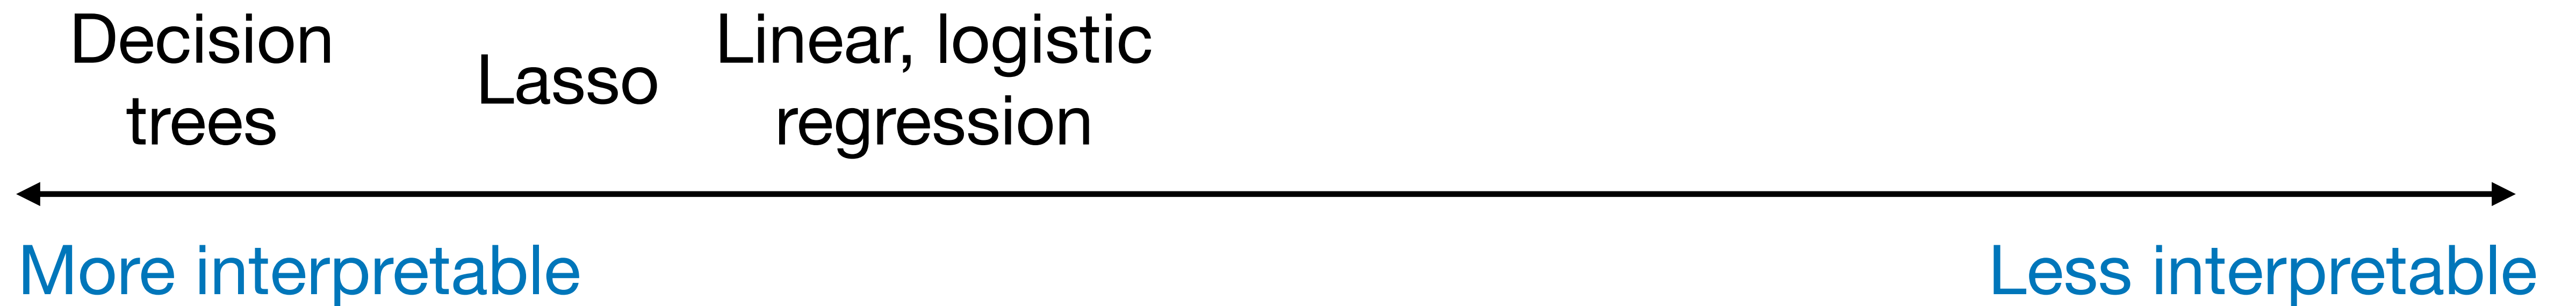 Decision
trees
Lasso
Linear, logistic
regression
More interpretable
Less interpretable